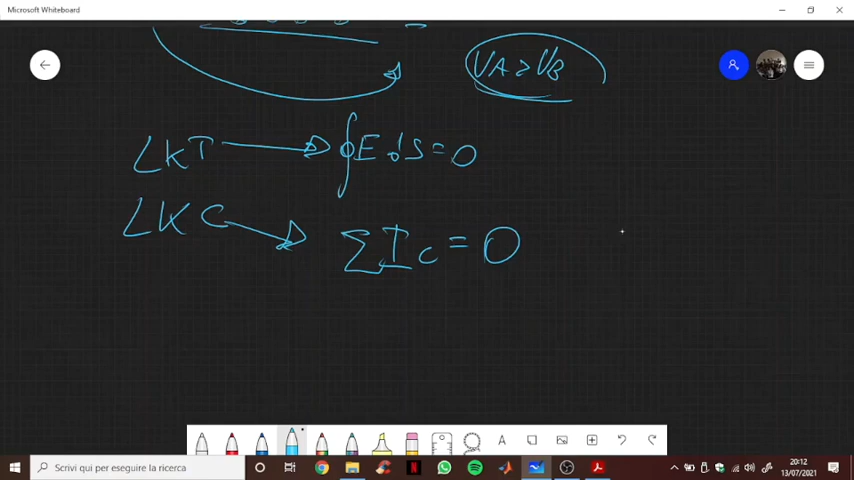 Microsoft Whiteboard
VA > VB
LKT → ∮E ds = 0
LKC → ΣIc = 0
Scrivi qui per eseguire la ricerca
20:12
13/07/2021